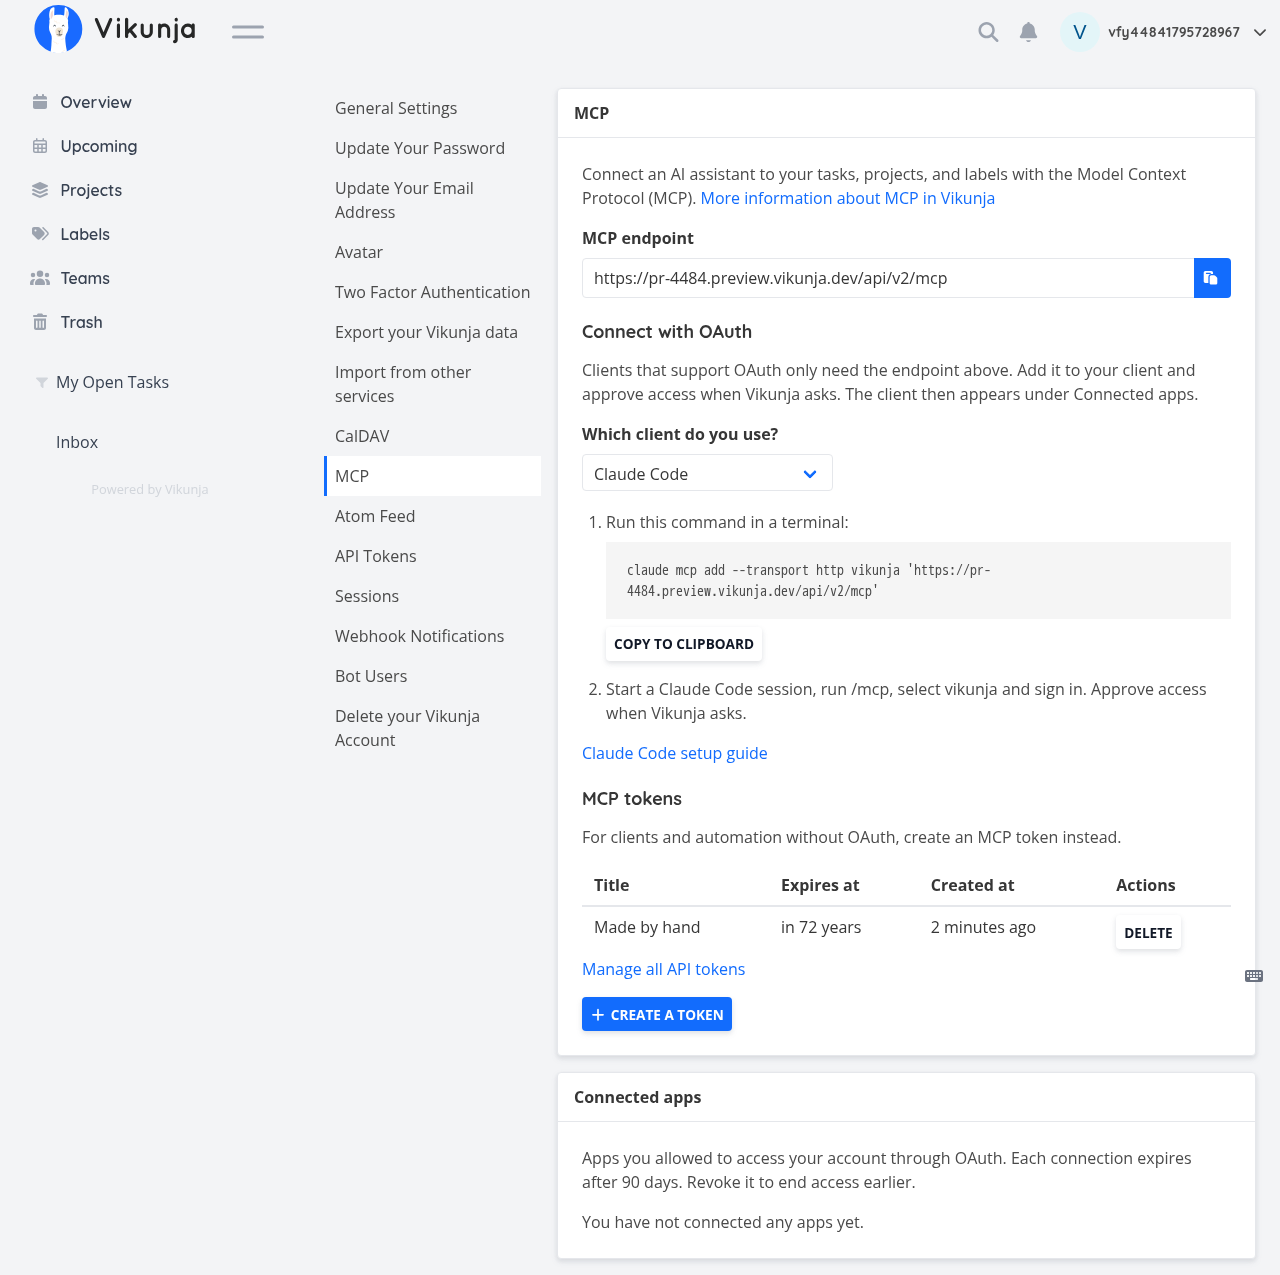 Vikunja
V
vfy44841795728967
Overview
Upcoming
Projects
Labels
Teams
Trash
My Open Tasks
Inbox
Powered by Vikunja
General Settings
Update Your Password
Update Your Email
Address
Avatar
Two Factor Authentication
Export your Vikunja data
Import from other
services
CalDAV
MCP
Atom Feed
API Tokens
Sessions
Webhook Notifications
Bot Users
Delete your Vikunja
Account
MCP
Connect an AI assistant to your tasks, projects, and labels with the Model Context
Protocol (MCP). More information about MCP in Vikunja
MCP endpoint
https://pr-4484.preview.vikunja.dev/api/v2/mcp
Connect with OAuth
Clients that support OAuth only need the endpoint above. Add it to your client and
approve access when Vikunja asks. The client then appears under Connected apps.
Which client do you use?
Claude Code
1. Run this command in a terminal:
claude mcp add --transport http vikunja 'https://pr-
4484.preview.vikunja.dev/api/v2/mcp'
COPY TO CLIPBOARD
2. Start a Claude Code session, run /mcp, select vikunja and sign in. Approve access
when Vikunja asks.
Claude Code setup guide
MCP tokens
For clients and automation without OAuth, create an MCP token instead.
Title Expires at Created at Actions
Made by hand in 72 years 2 minutes ago DELETE
Manage all API tokens
+ CREATE A TOKEN
Connected apps
Apps you allowed to access your account through OAuth. Each connection expires
after 90 days. Revoke it to end access earlier.
You have not connected any apps yet.